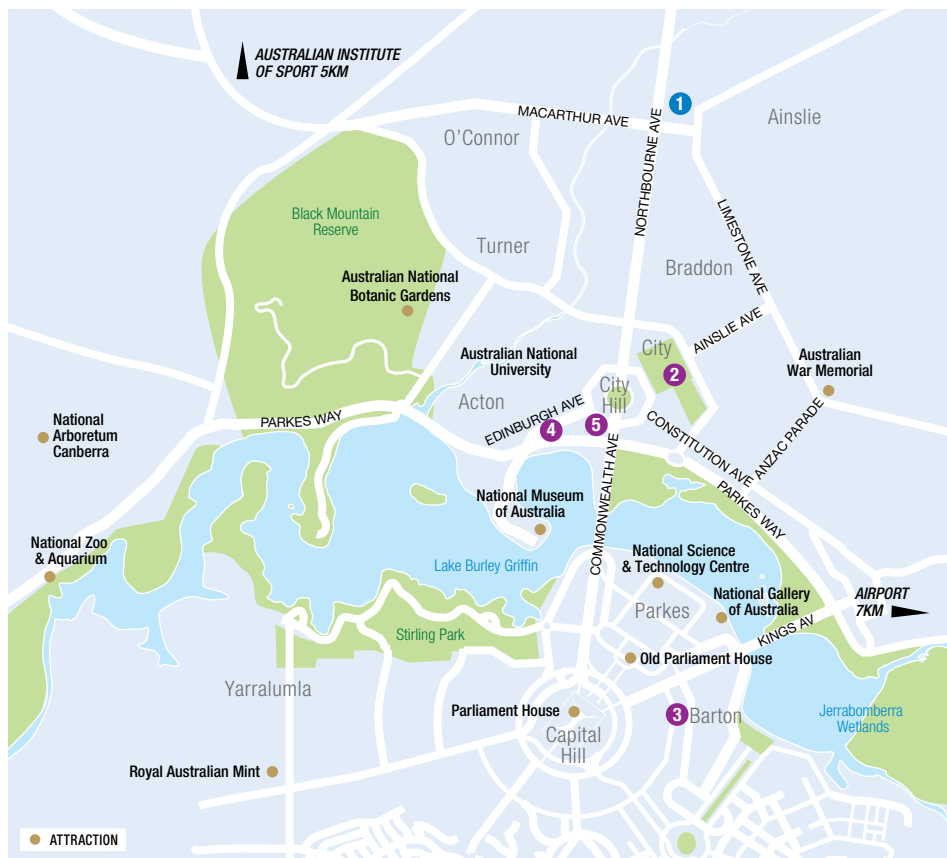 AUSTRALIAN INSTITUTE
OF SPORT 5KM
1
MACARTHUR AVE
Ainslie
O'Connor
NORTHBOURNE AVE
LIMESTONE AVE
Black Mountain
Reserve
Turner
Braddon
Australian National
Botanic Gardens
AINSLIE AVE
City
2
Australian National
University
Australian
War Memorial
City
Hill
Acton
EDINBURGH AVE
4
5
PARKES WAY
National
Arboretum
Canberra
CONSTITUTION AVE
ANZAC PARADE
COMMONWEALTH AVE
PARKES WAY
National Museum
of Australia
National Zoo
& Aquarium
Lake Burley Griffin
National Science
& Technology Centre
National Gallery
of Australia
Parkes
AIRPORT
7KM
KINGS AV
Stirling Park
Old Parliament House
Yarralumla
Parliament House
3
Barton
Capital
Hill
Jerrabomberra
Wetlands
Royal Australian Mint
ATTRACTION